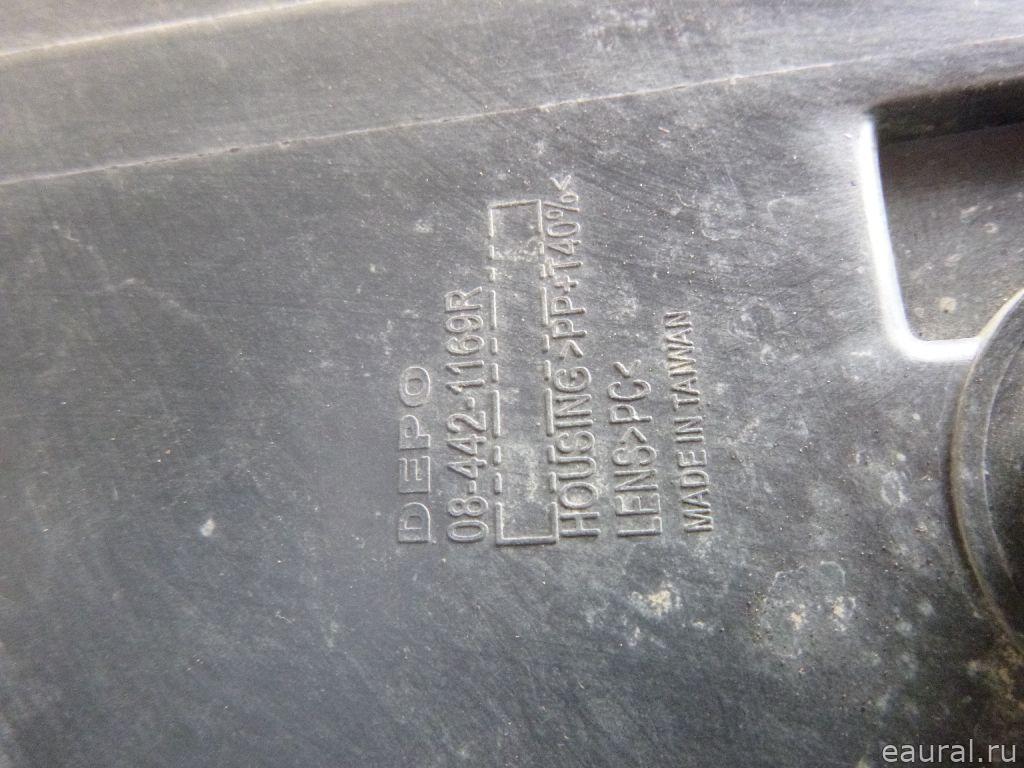 DEPO
08-442-1169R
HOUSING>PP+T40%<
LENS>PC<
MADE IN TAIWAN
eaural.ru